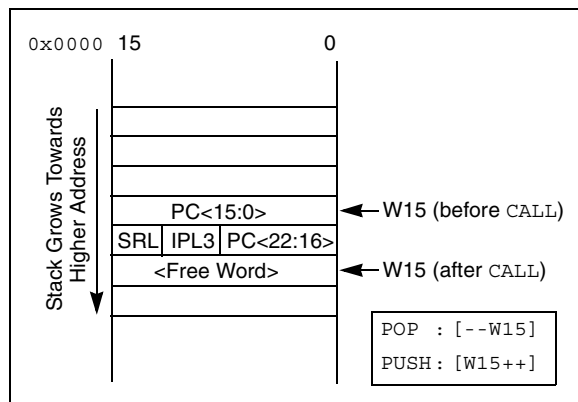 0x0000 15 0
Stack Grows Towards
Higher Address
PC<15:0>
W15 (before CALL)
SRL IPL3 PC<22:16>
<Free Word>
W15 (after CALL)
POP : [--W15]
PUSH: [W15++]